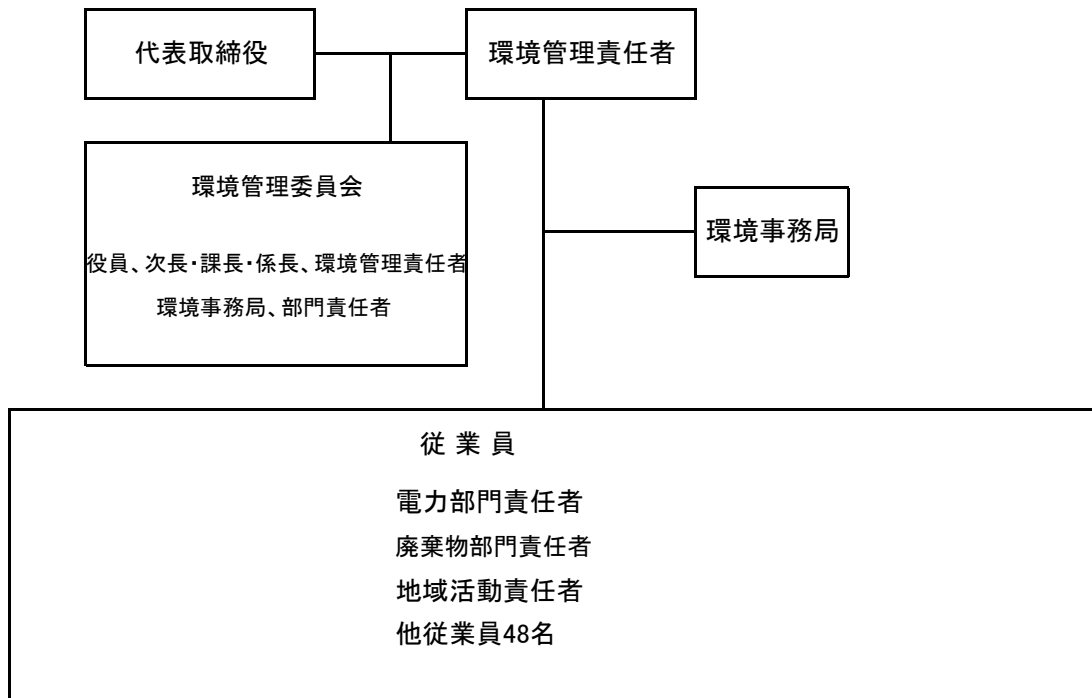 代表取締役
環境管理責任者
環境管理委員会
役員、次長・課長・係長、環境管理責任者
環境事務局、部門責任者
環境事務局
従 業 員
電力部門責任者
廃棄物部門責任者
地域活動責任者
他従業員48名